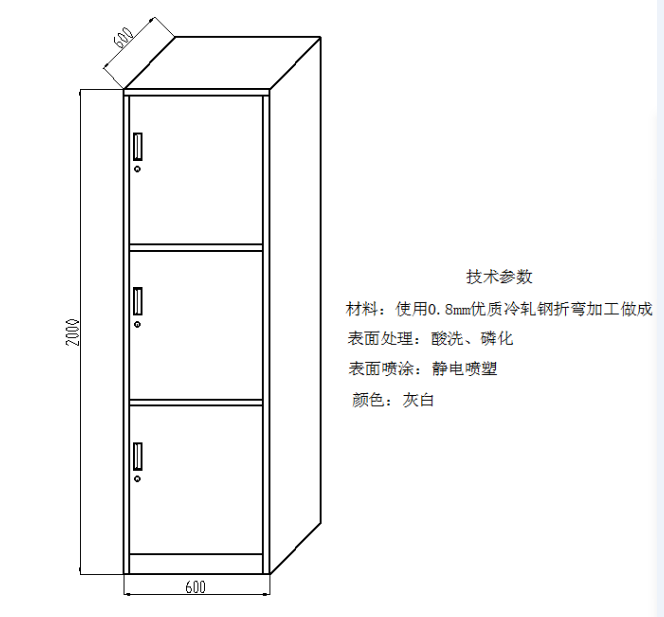 600
2000
600
技术参数
材料：使用0.8mm优质冷轧钢折弯加工做成
表面处理：酸洗、磷化
表面喷涂：静电喷塑
颜色：灰白